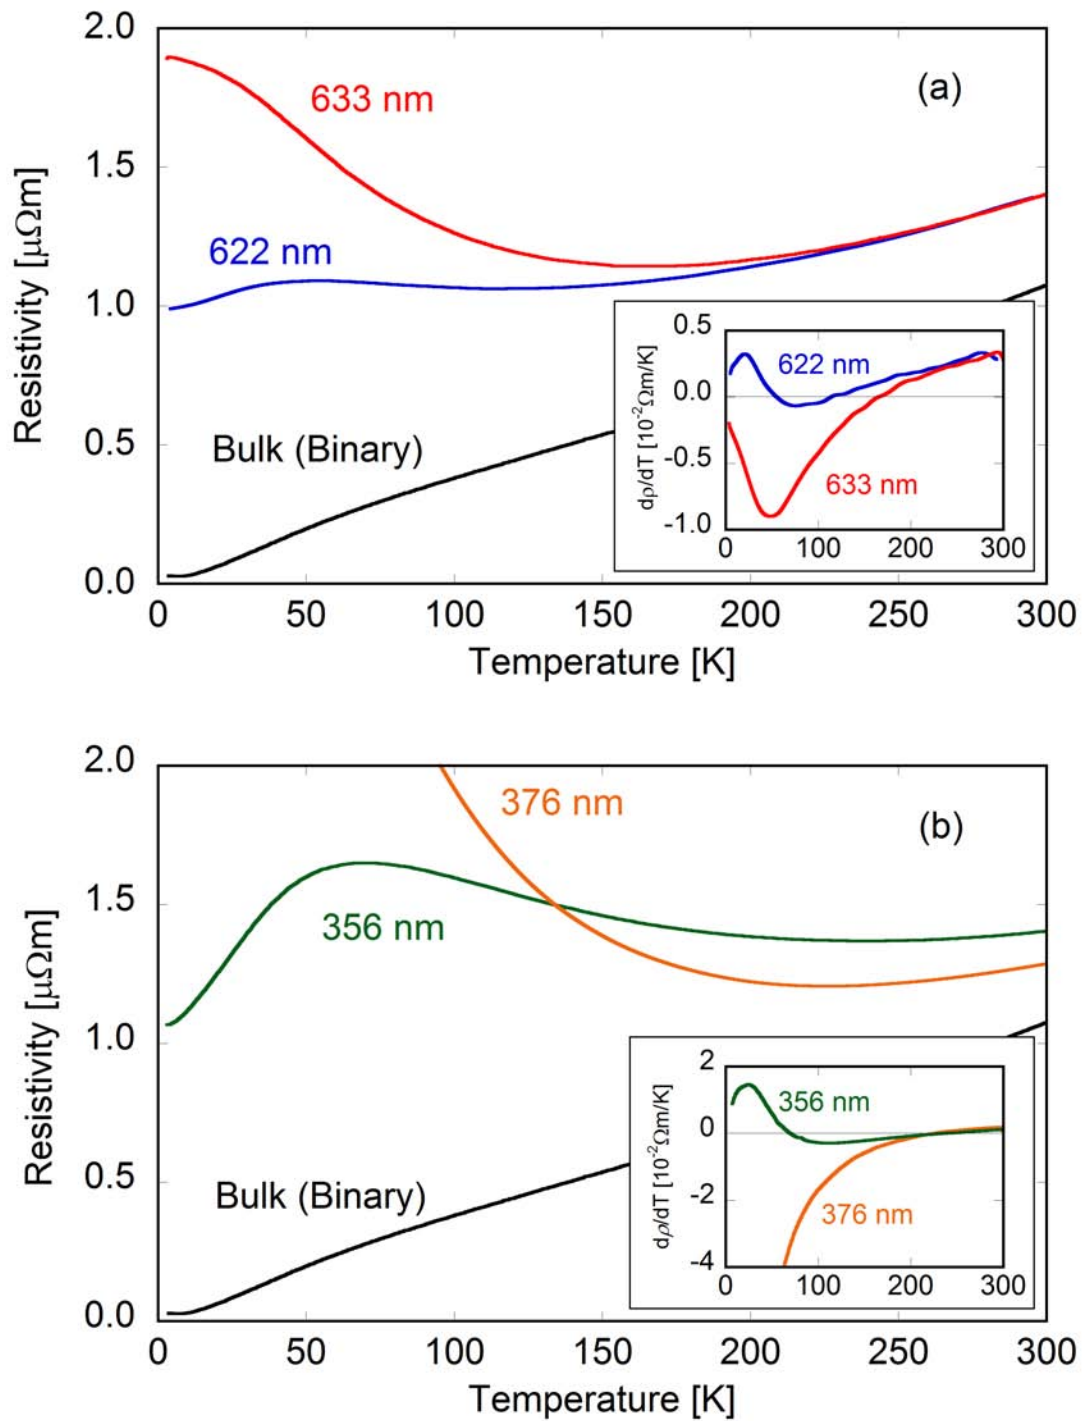 2.0
(a)
633 nm
1.5
Resistivity [μΩm]
622 nm
1.0
0.5
622 nm
0.0
dρ/dT [10⁻²Ωm/K]
Bulk (Binary)
0.5
-0.5
633 nm
-1.0
0 100 200 300
0.0
0 50 100 150 200 250 300
Temperature [K]
2.0
376 nm
(b)
1.5
356 nm
Resistivity [μΩm]
1.0
2
356 nm
0
dρ/dT [10⁻²Ωm/K]
Bulk (Binary)
0.5
-2
376 nm
-4
0 100 200 300
0.0
0 50 100 150 200 250 300
Temperature [K]